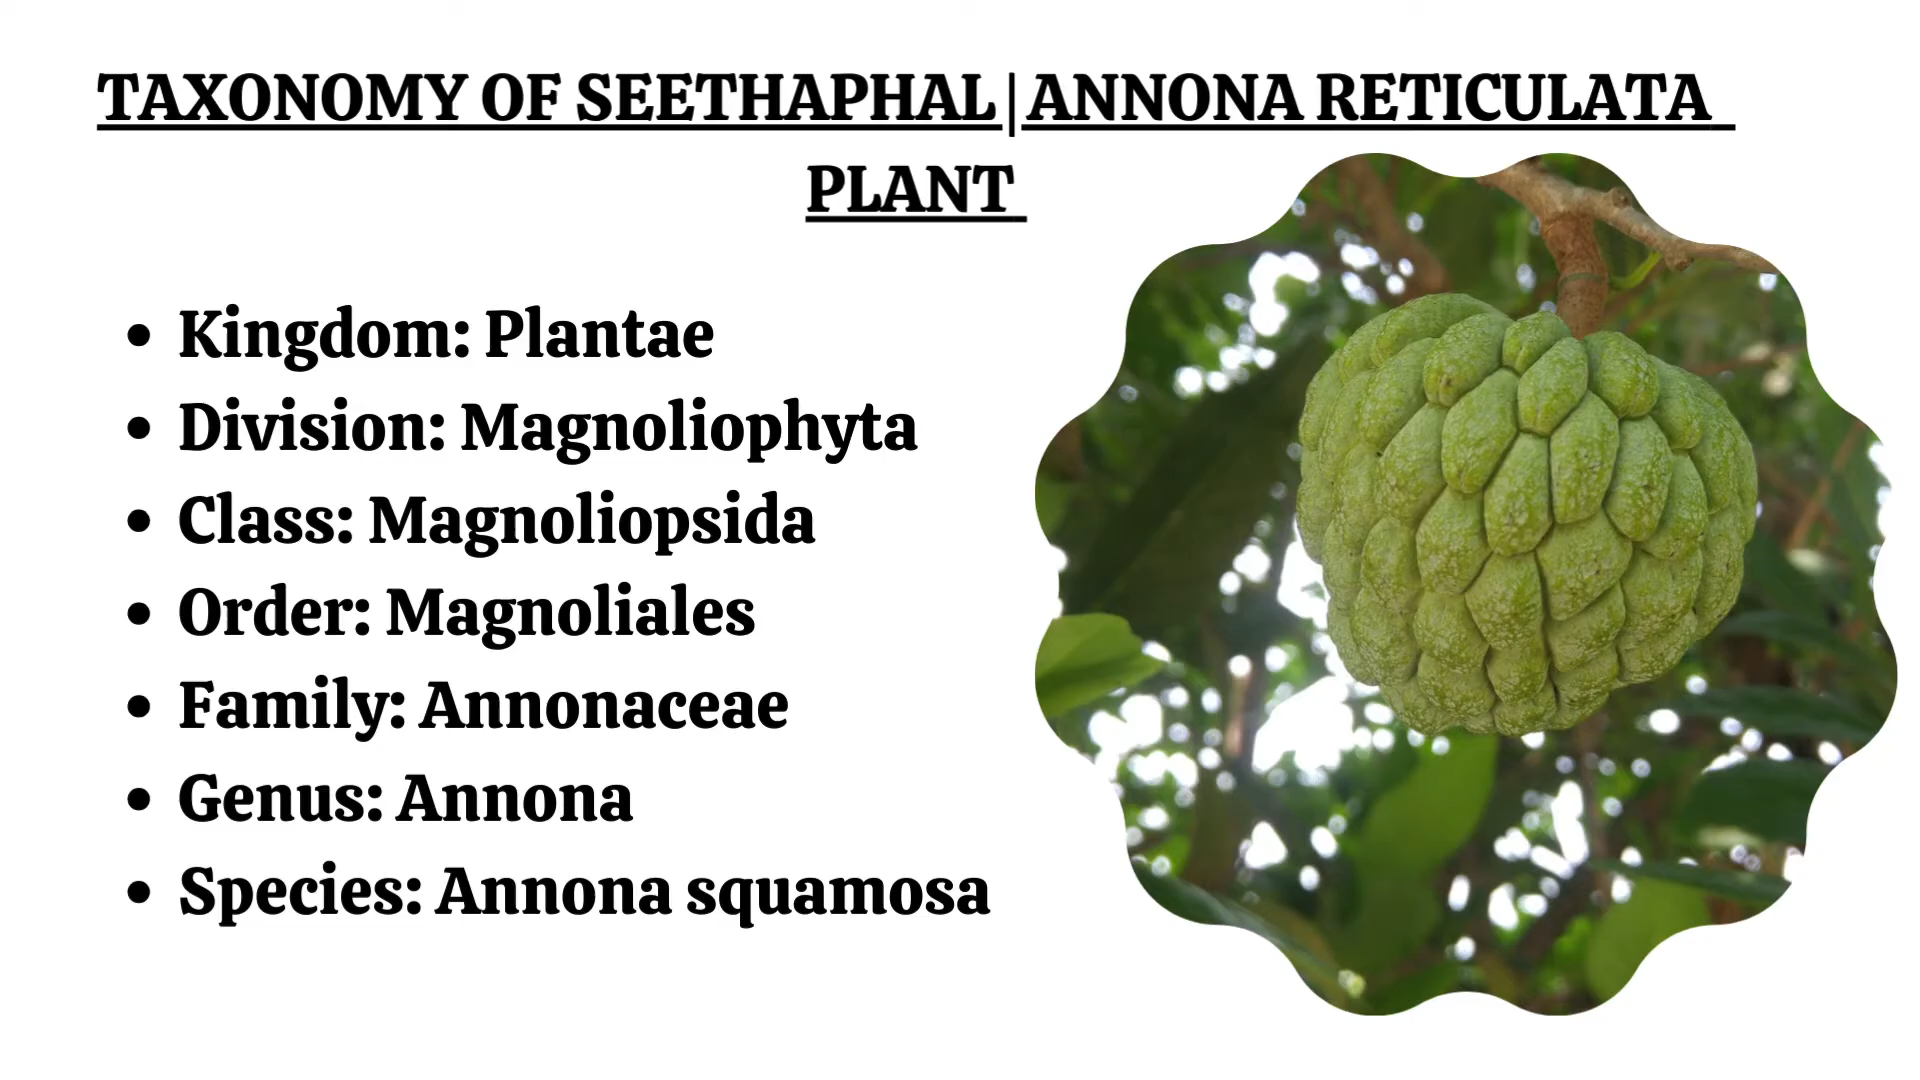 TAXONOMY OF SEETHAPHAL|ANNONA RETICULATA
PLANT
• Kingdom: Plantae
• Division: Magnoliophyta
• Class: Magnoliopsida
• Order: Magnoliales
• Family: Annonaceae
• Genus: Annona
• Species: Annona squamosa